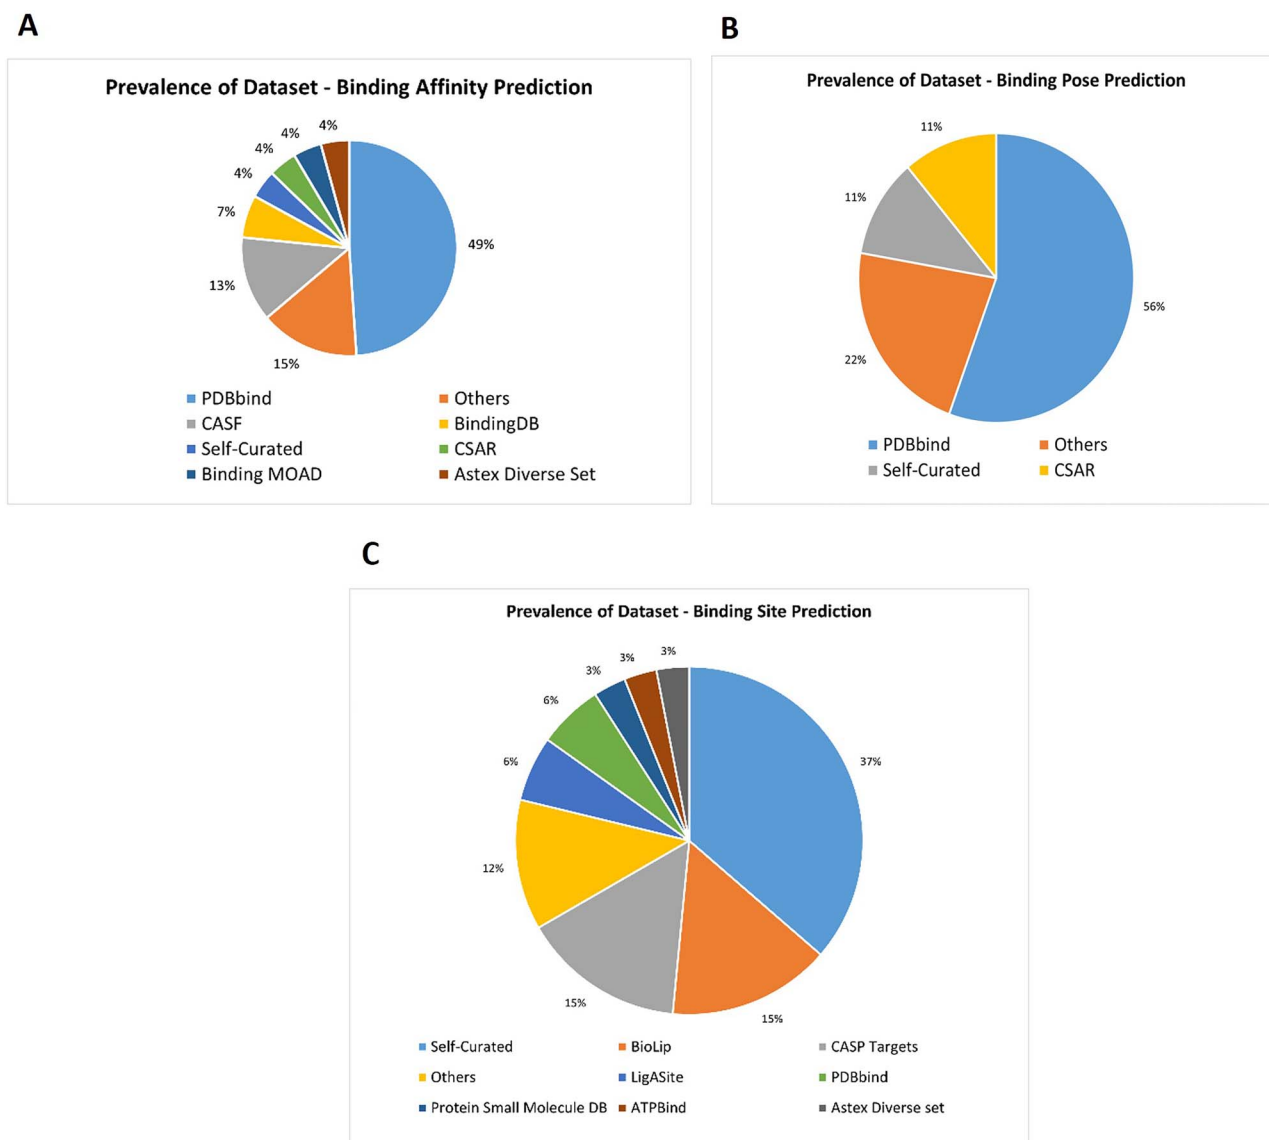 A
Prevalence of Dataset - Binding Affinity Prediction
4%
4%
4%
4%
7%
13%
15%
49%
PDBbind
Others
CASF
BindingDB
Self-Curated
CSAR
Binding MOAD
Astex Diverse Set
B
Prevalence of Dataset - Binding Pose Prediction
11%
11%
22%
56%
PDBbind
Others
Self-Curated
CSAR
C
Prevalence of Dataset - Binding Site Prediction
3%
3%
3%
6%
6%
12%
15%
15%
37%
Self-Curated
BioLip
CASP Targets
Others
LigASite
PDBbind
Protein Small Molecule DB
ATPBind
Astex Diverse set